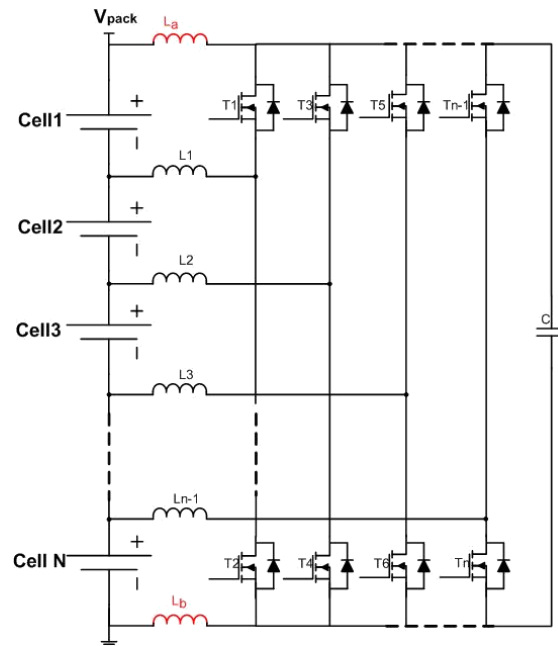 Vpack
La
Cell1
+
T1
T3
T5
Tn-1
L1
Cell2
+
L2
Cell3
+
C
L3
Ln-1
Cell N
+
T2
T4
T6
Tn
Lb